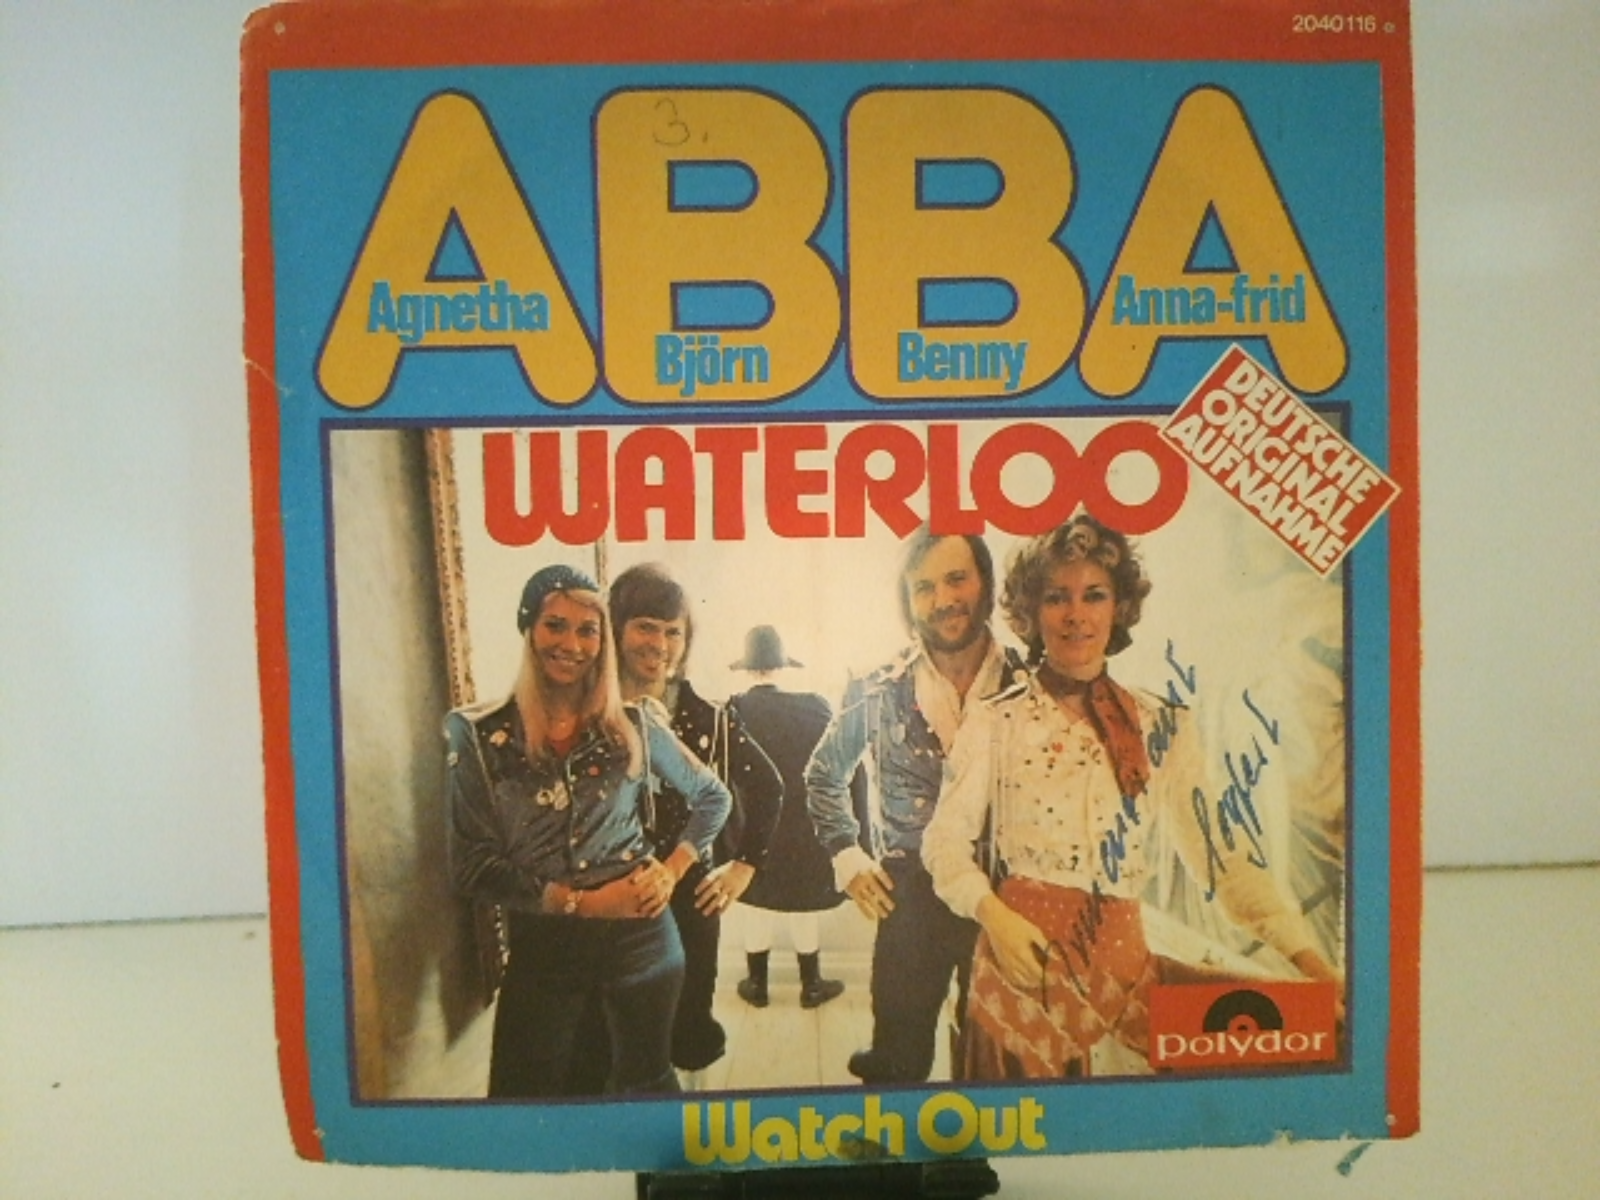 2040116
ABBA
3.
Agnetha
Björn
Benny
Anna-frid
WATERLOO
DEUTSCHE
ORIGINAL
AUFNAHME
polydor
Watch Out